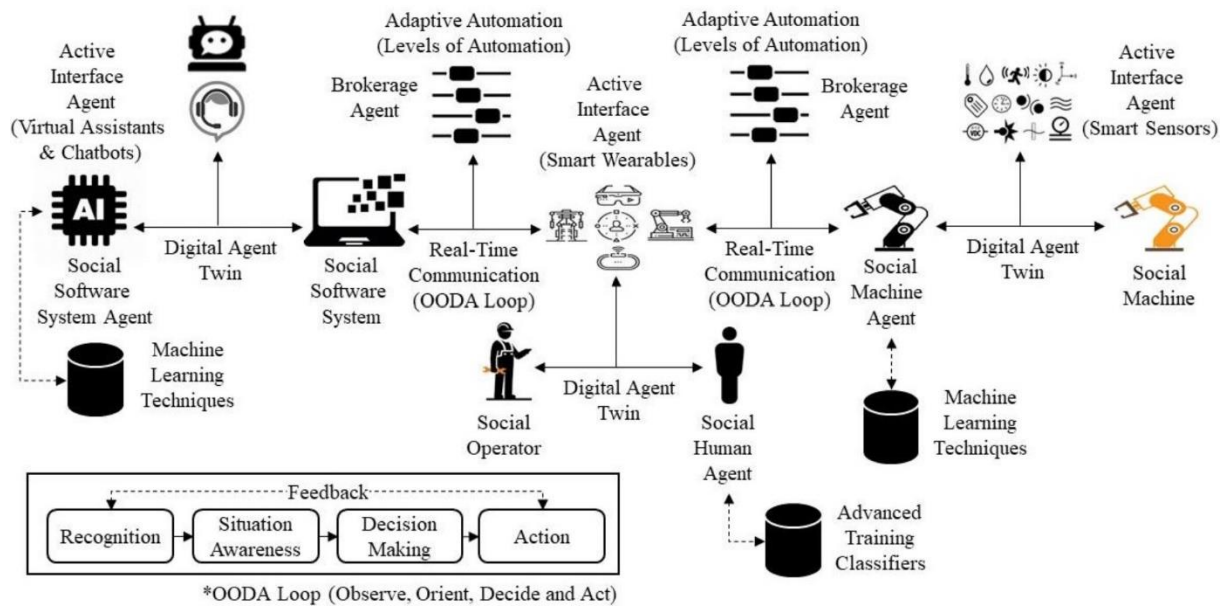 Active
Interface
Agent
(Virtual Assistants
& Chatbots)
Adaptive Automation
(Levels of Automation)
Brokerage
Agent
Active
Interface
Agent
(Smart Wearables)
Adaptive Automation
(Levels of Automation)
Brokerage
Agent
VOC
Active
Interface
Agent
(Smart Sensors)
AI
Social
Software
System Agent
Digital Agent
Twin
Social
Software
System
Real-Time
Communication
(OODA Loop)
Real-Time
Communication
(OODA Loop)
Social
Machine
Agent
Digital Agent
Twin
Social
Machine
Machine
Learning
Techniques
Social
Operator
Digital Agent
Twin
Social
Human
Agent
Machine
Learning
Techniques
Advanced
Training
Classifiers
Feedback
Recognition
Situation
Awareness
Decision
Making
Action
*OODA Loop (Observe, Orient, Decide and Act)